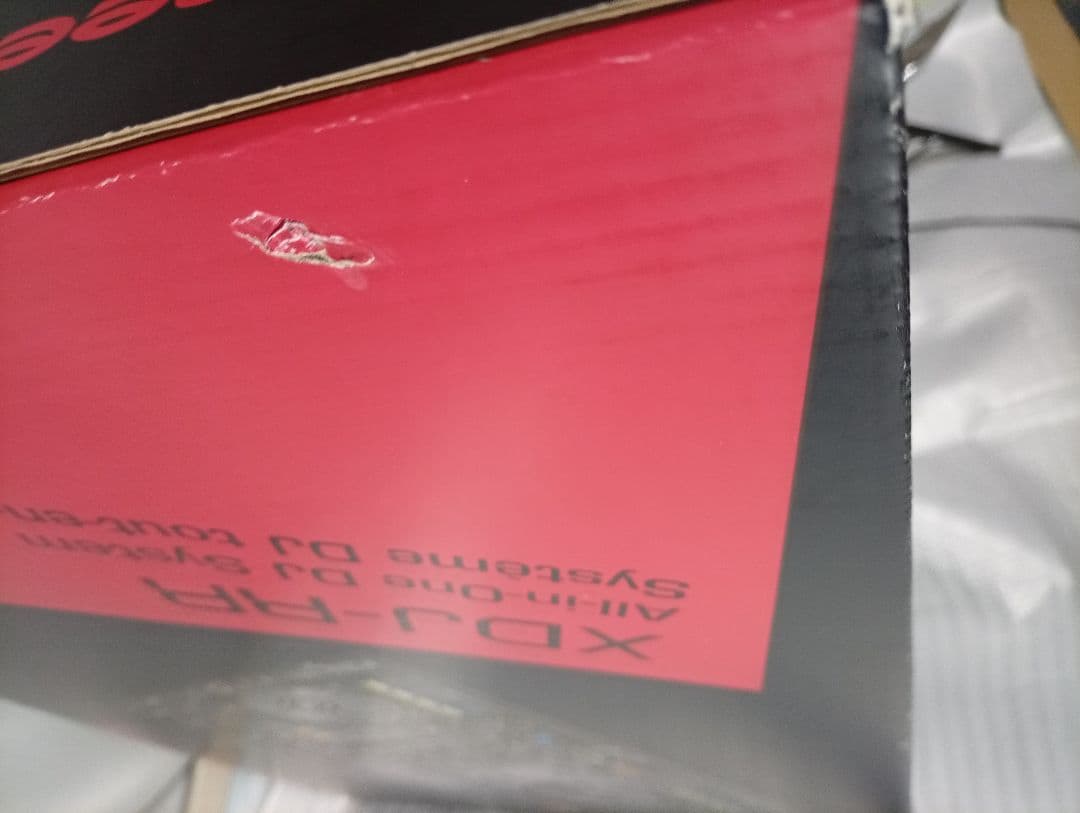 XDJ-RR
All-in-One DJ System
Système DJ tout-en